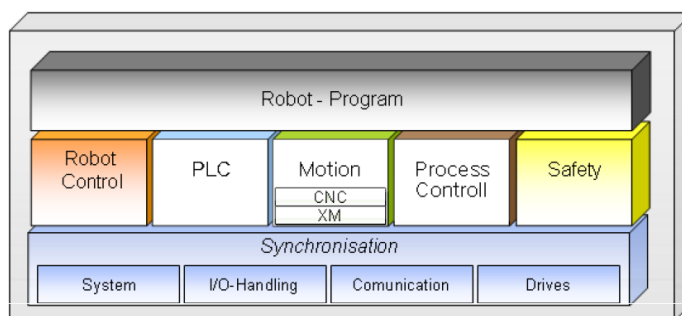 Robot - Program
Robot
Control
PLC
Motion
CNC
XM
Process
Controll
Safety
Synchronisation
System
I/O-Handling
Comunication
Drives